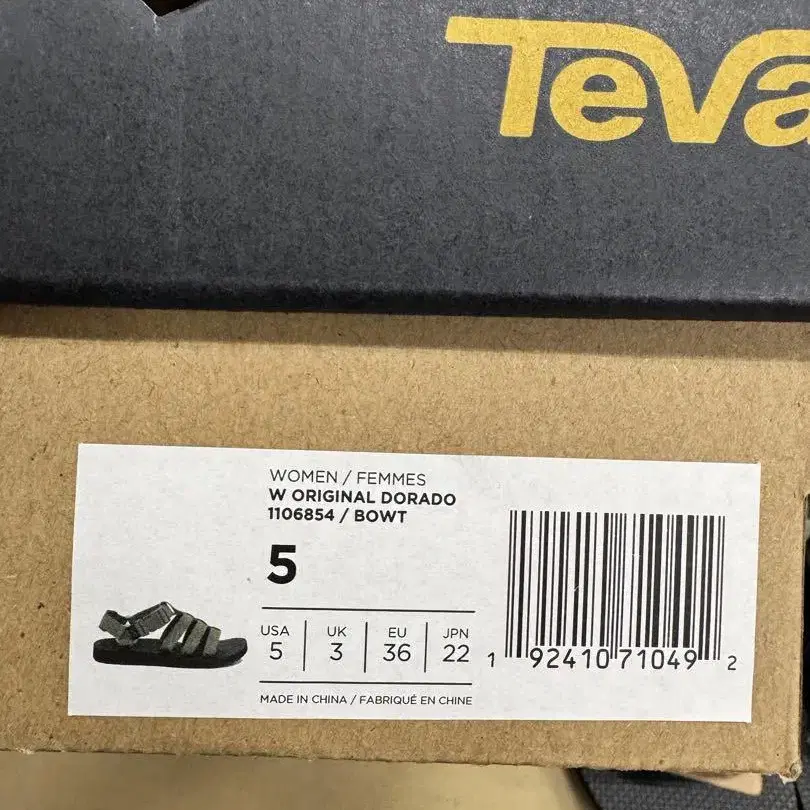 Teva
WOMEN / FEMMES
W ORIGINAL DORADO
1106854 / BOWT
5
USA UK EU JPN
5 3 36 22
MADE IN CHINA / FABRIQUÉ EN CHINE
1 92410 71049 2